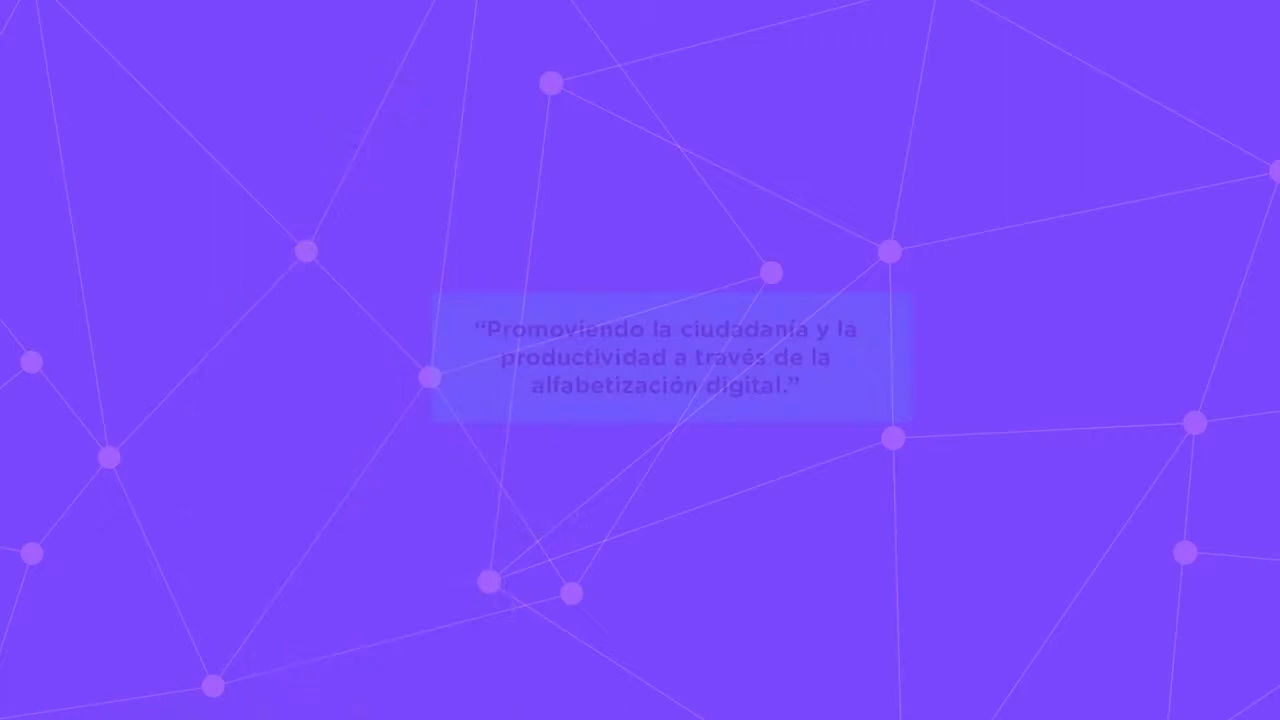 “Promoviendo la ciudadanía y la
productividad a través de la
alfabetización digital.”